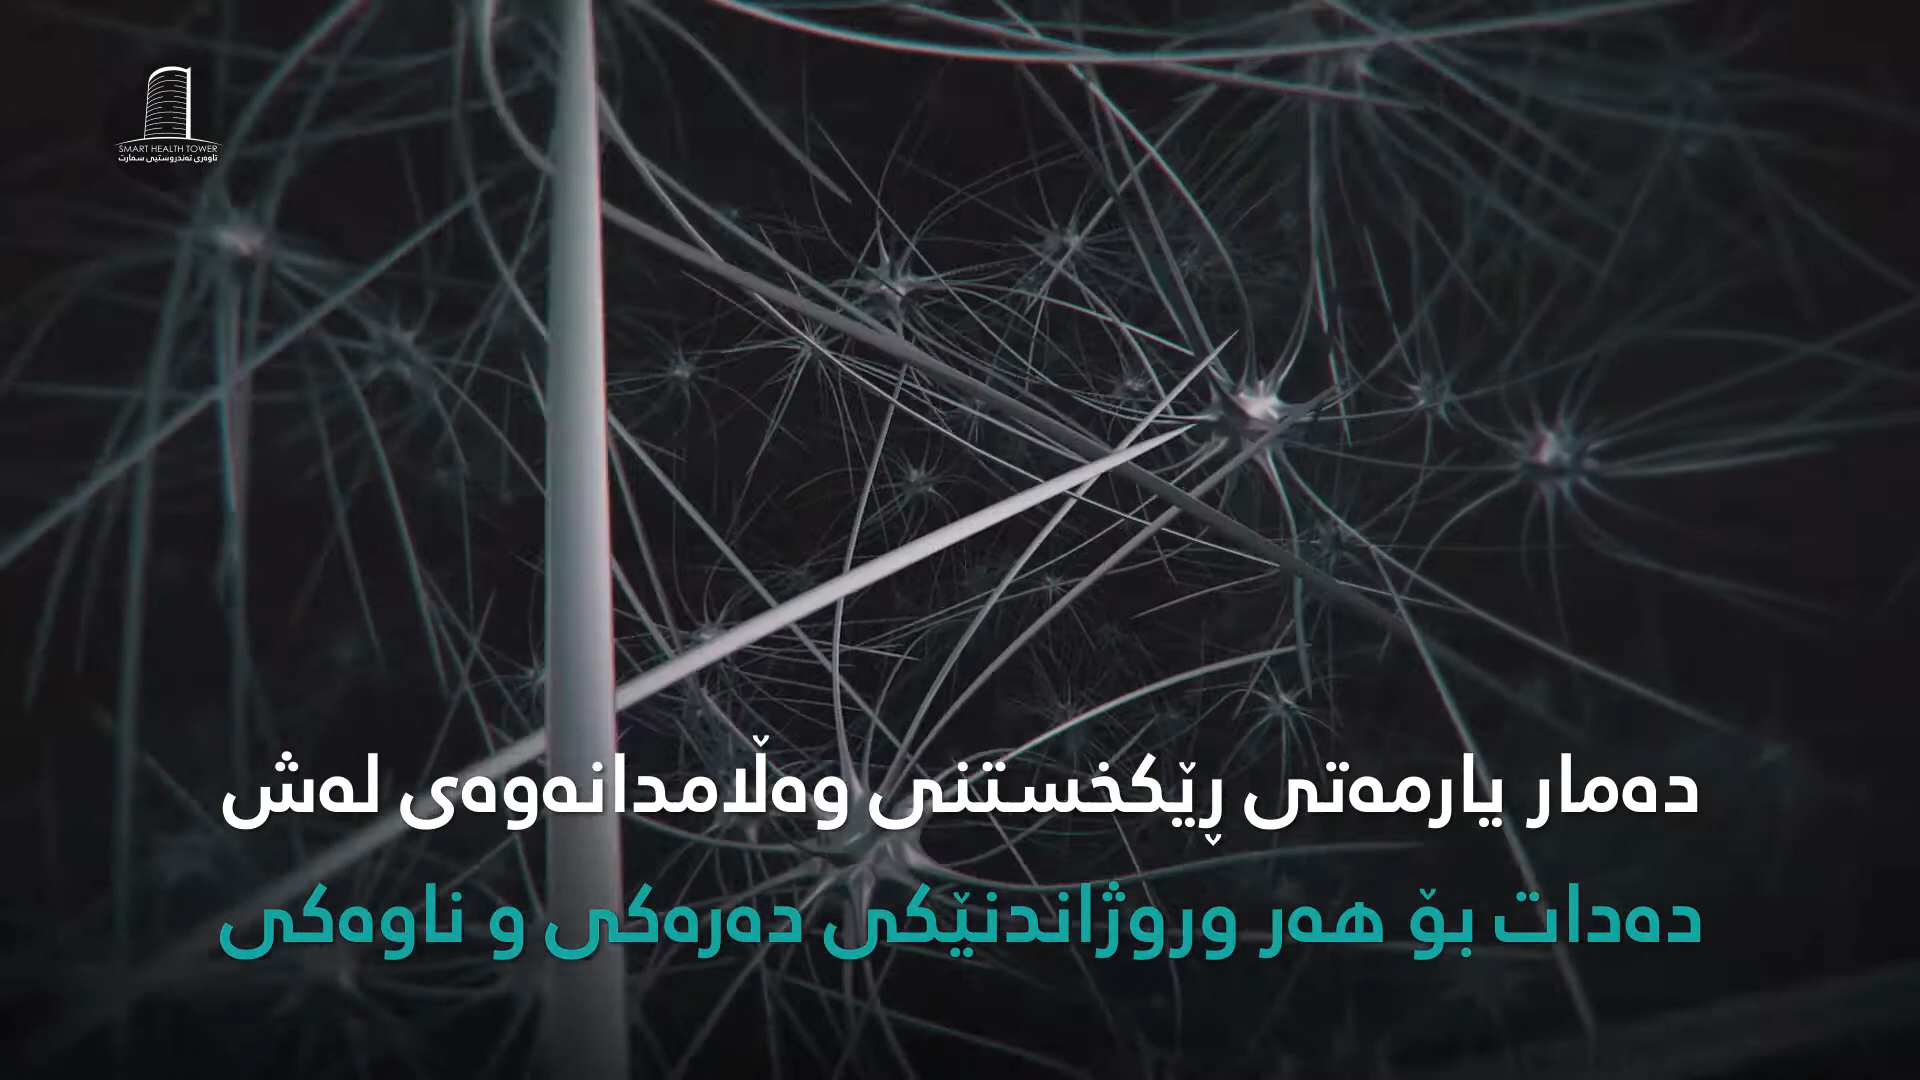 SMART HEALTH TOWER
تاوەری تەندروستیی سمارت
دەمار یارمەتی ڕێکخستنی وەڵامدانەوەی لەش
دەدات بۆ هەر وروژاندنێکی دەرەکی و ناوەکی